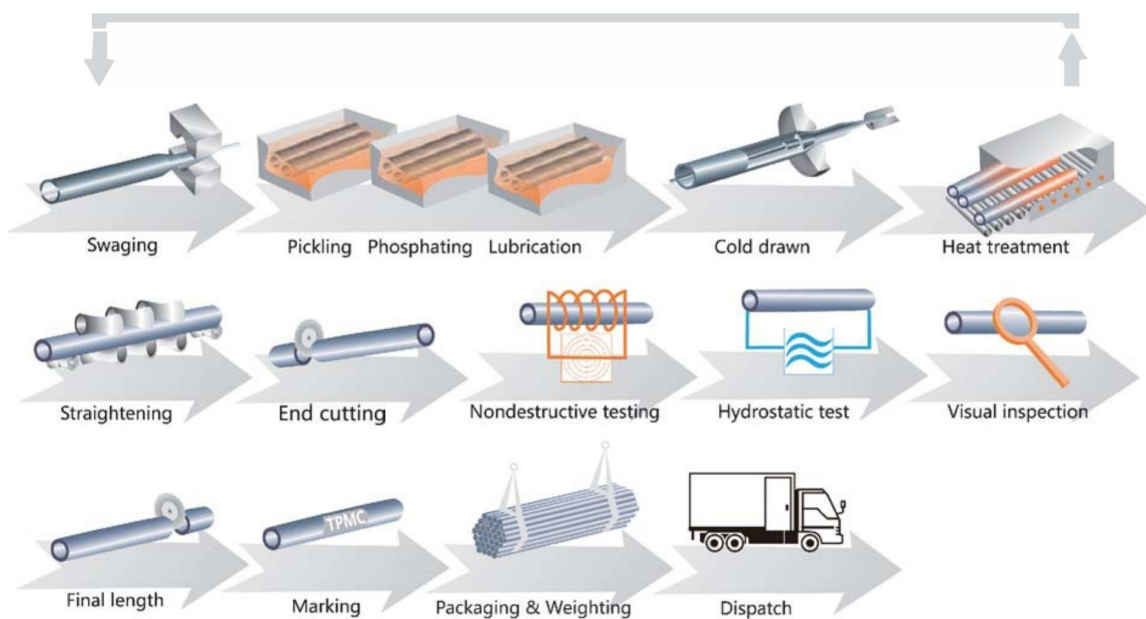 Swaging
Pickling Phosphating Lubrication
Cold drawn
Heat treatment
Straightening
End cutting
Nondestructive testing
Hydrostatic test
Visual inspection
TPMC
Final length
Marking
Packaging & Weighting
Dispatch